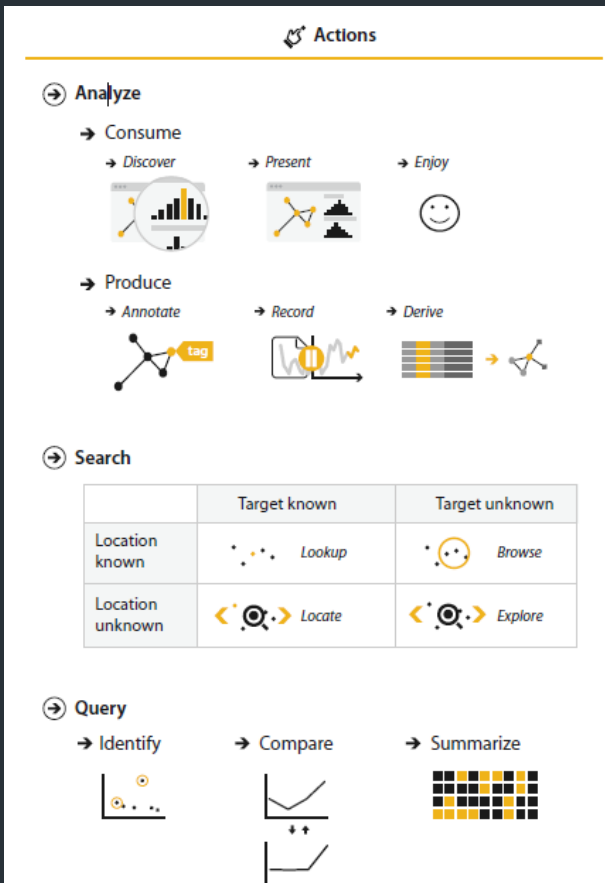 Actions
Analyze
→ Consume
→ Discover → Present → Enjoy
→ Produce
→ Annotate → Record → Derive
tag
Search
Target known Target unknown
Location known Lookup Browse
Location unknown Locate Explore
Query
→ Identify → Compare → Summarize